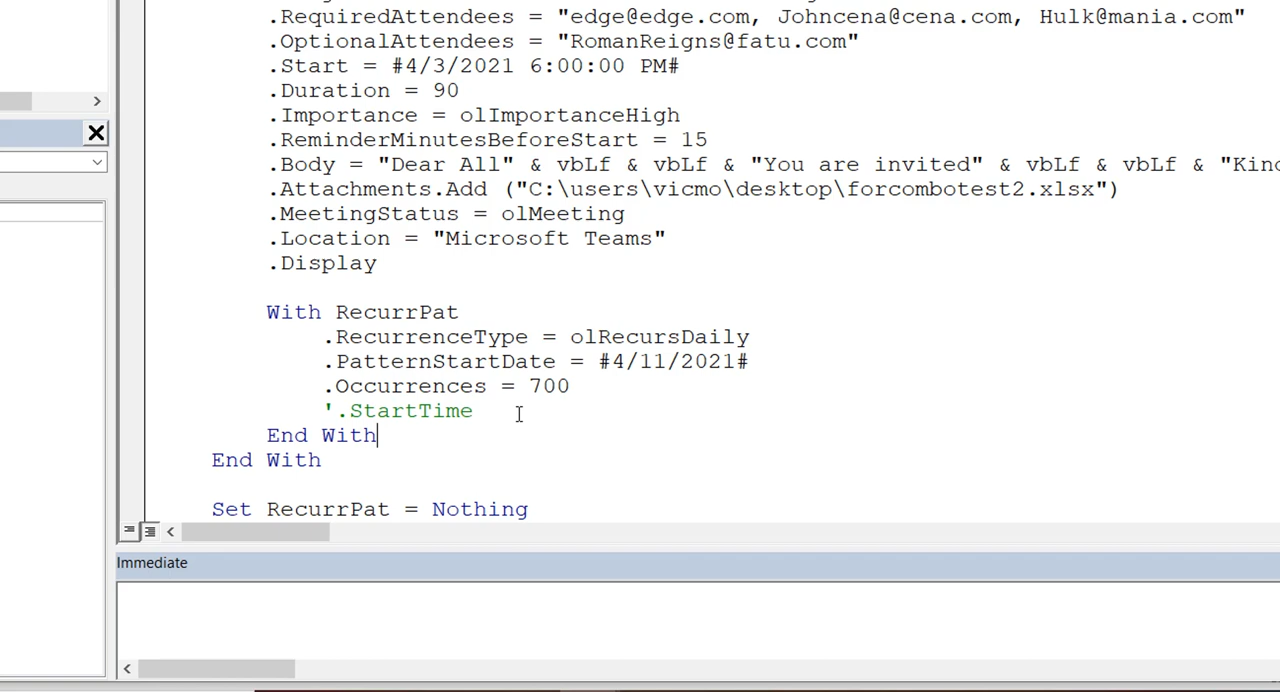 .RequiredAttendees = "edge@edge.com, Johncena@cena.com, Hulk@mania.com"
.OptionalAttendees = "RomanReigns@fatu.com"
.Start = #4/3/2021 6:00:00 PM#
.Duration = 90
.Importance = olImportanceHigh
.ReminderMinutesBeforeStart = 15
.Body = "Dear All" & vbLf & vbLf & "You are invited" & vbLf & vbLf & "Kin
.Attachments.Add ("C:\users\vicmo\desktop\forcombotest2.xlsx")
.MeetingStatus = olMeeting
.Location = "Microsoft Teams"
.Display
With RecurrPat
.RecurrenceType = olRecursDaily
.PatternStartDate = #4/11/2021#
.Occurrences = 700
'.StartTime
End With
End With
Set RecurrPat = Nothing
Immediate